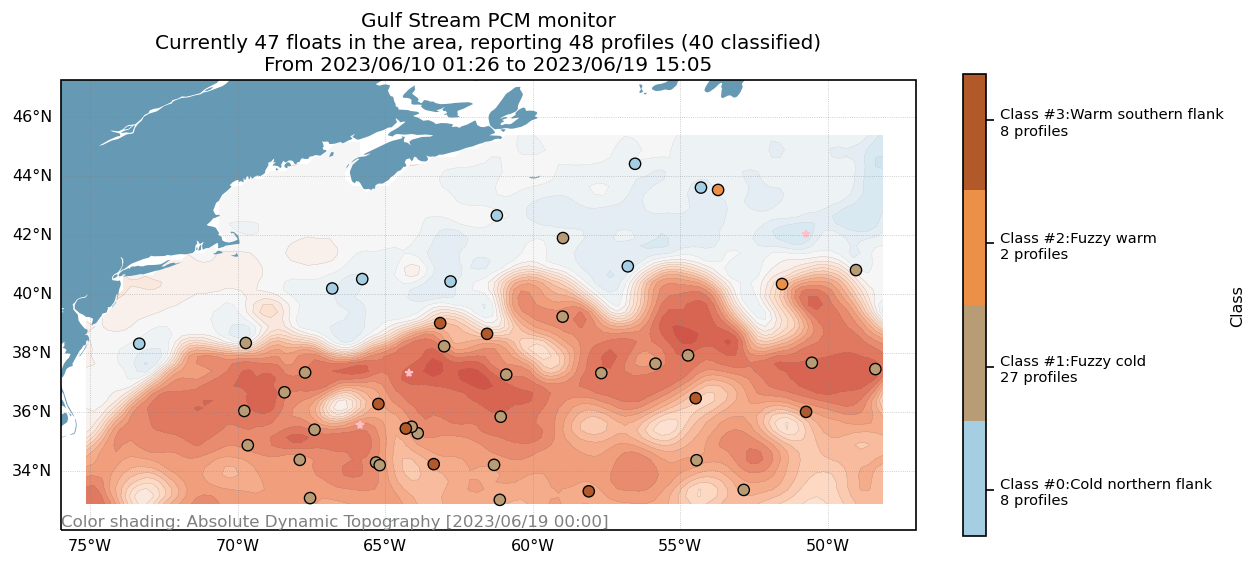 Gulf Stream PCM monitor
Currently 47 floats in the area, reporting 48 profiles (40 classified)
From 2023/06/10 01:26 to 2023/06/19 15:05
46°N
44°N
42°N
40°N
38°N
36°N
34°N
Color shading: Absolute Dynamic Topography [2023/06/19 00:00]
75°W
70°W
65°W
60°W
55°W
50°W
Class #3:Warm southern flank
8 profiles
Class #2:Fuzzy warm
2 profiles
Class #1:Fuzzy cold
27 profiles
Class #0:Cold northern flank
8 profiles
Class